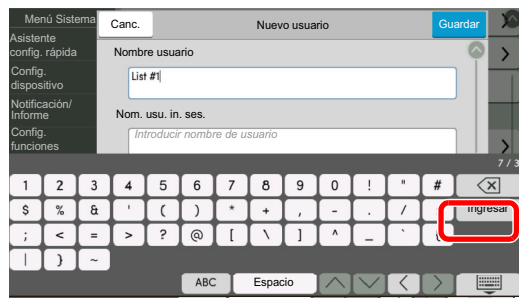 Menú Sistema
Canc.
Nuevo usuario
Guardar
Asistente
config. rápida
Nombre usuario
Config.
dispositivo
List #1
Notificación/
Informe
Nom. usu. in. ses.
Config.
funciones
Introducir nombre de usuario
7 / 3
1 2 3 4 5 6 7 8 9 0 ! " #
$ % & ' ( ) * + , - . / Ingresar
; < = > ? @ [ \ ] ^ _ ` {
| } ~
ABC Espacio